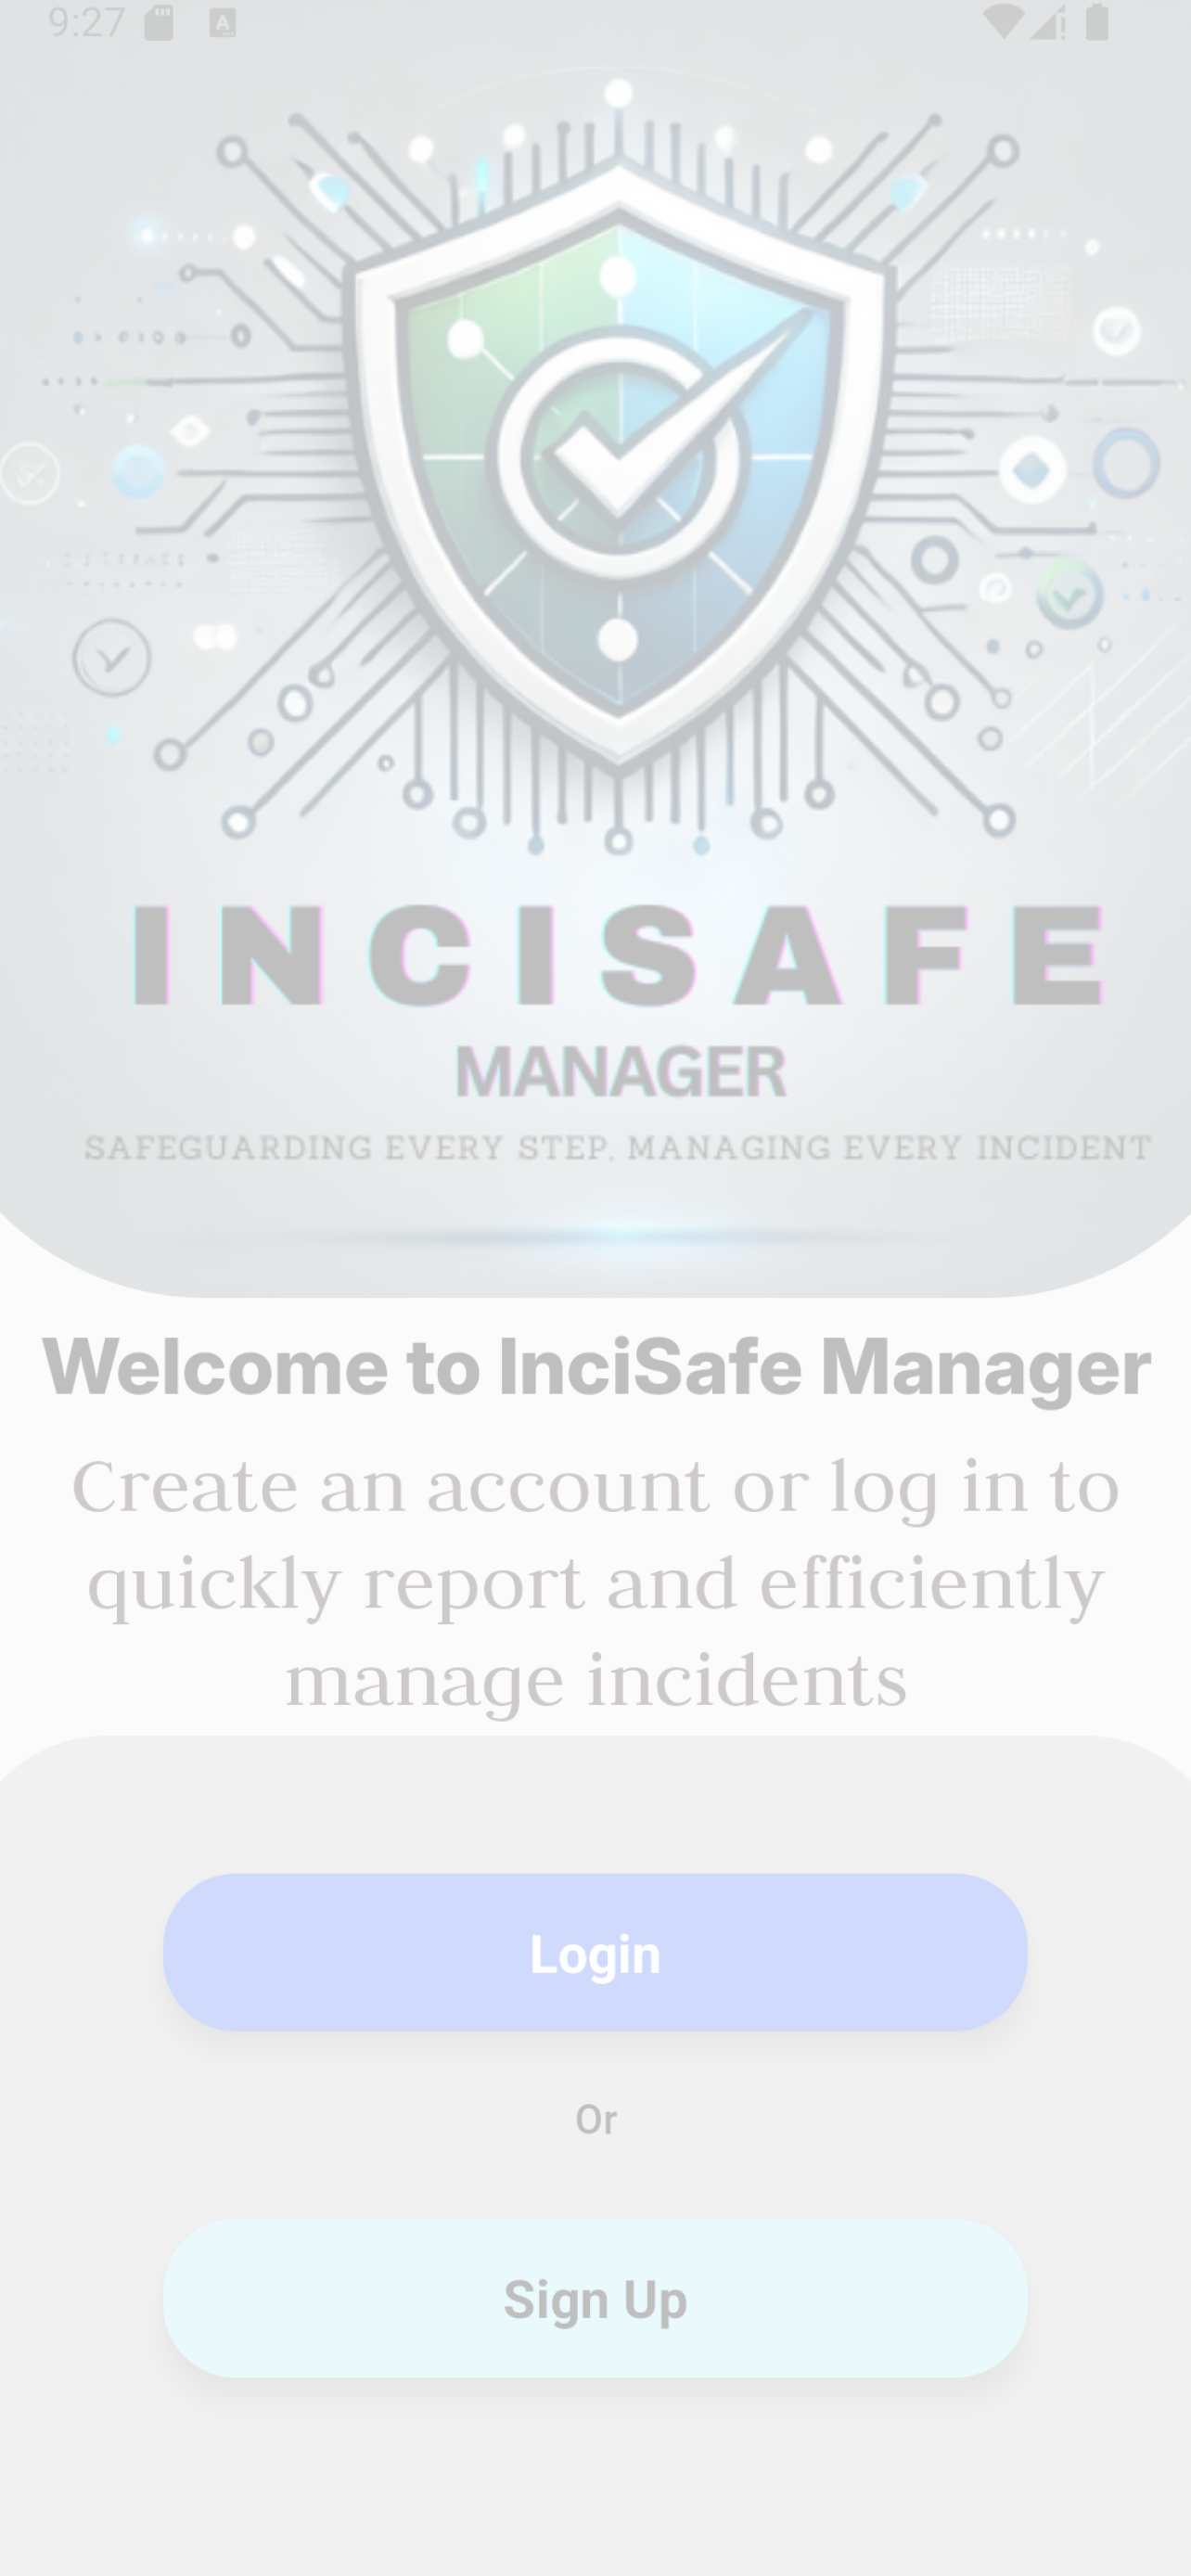 9:27
INCISAFE
MANAGER
SAFEGUARDING EVERY STEP, MANAGING EVERY INCIDENT
Welcome to InciSafe Manager
Create an account or log in to
quickly report and efficiently
manage incidents
Login
Or
Sign Up